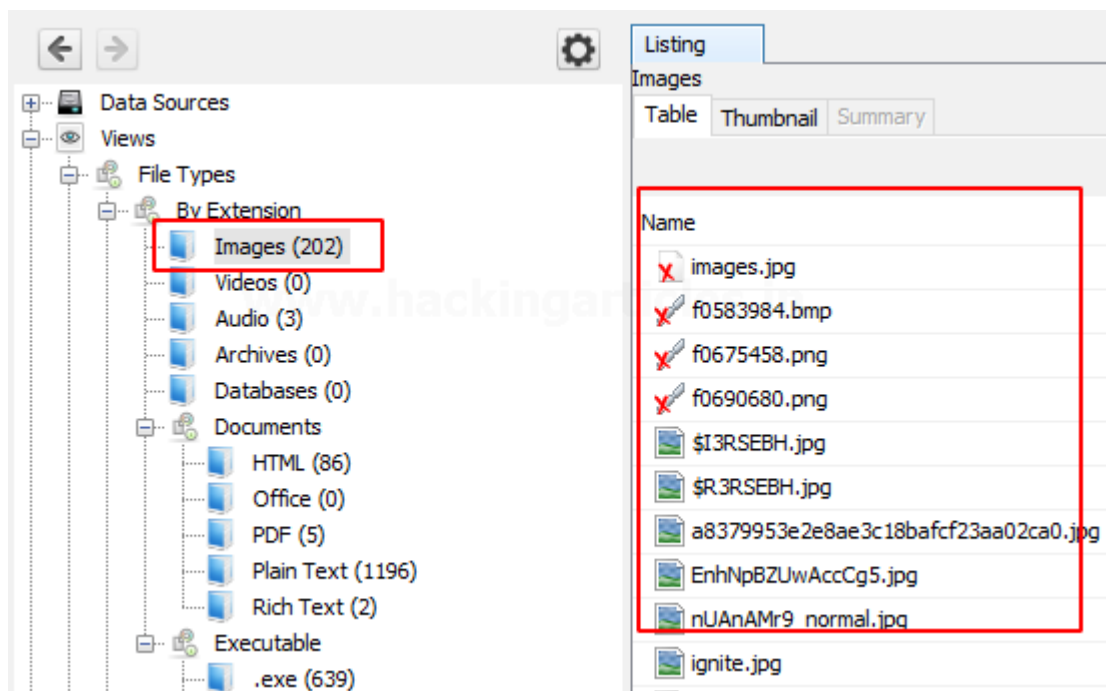 Data Sources
Views
File Types
By Extension
Images (202)
Videos (0)
Audio (3)
Archives (0)
Databases (0)
Documents
HTML (86)
Office (0)
PDF (5)
Plain Text (1196)
Rich Text (2)
Executable
.exe (639)
Listing
Images
Table Thumbnail Summary
Name
images.jpg
f0583984.bmp
f0675458.png
f0690680.png
$I3RSEBH.jpg
$R3RSEBH.jpg
a8379953e2e8ae3c18bafcf23aa02ca0.jpg
EnhNpBZUwAccCg5.jpg
nUAnAMr9_normal.jpg
ignite.jpg
www.hackingarticles.in